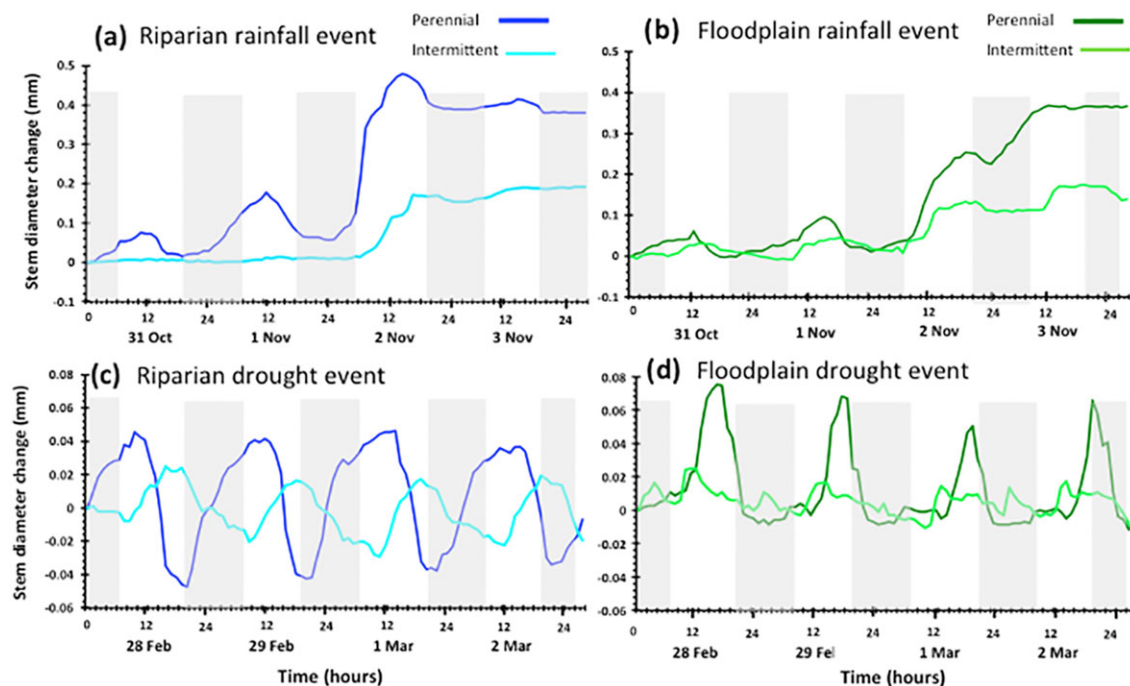 (a) Riparian rainfall event
Perennial
Intermittent
Stem diameter change (mm)
0.5
0.4
0.3
0.2
0.1
0
-0.1
0 12 24 12 24 12 24 12 24
31 Oct 1 Nov 2 Nov 3 Nov
(b) Floodplain rainfall event
Perennial
Intermittent
0.5
0.4
0.3
0.2
0.1
0
-0.1
12 24 12 24 12 24 12 24
31 Oct 1 Nov 2 Nov 3 Nov
(c) Riparian drought event
Stem diameter change (mm)
0.08
0.06
0.04
0.02
0
-0.02
-0.04
-0.06
0 12 24 12 24 12 24 12 24
28 Feb 29 Feb 1 Mar 2 Mar
Time (hours)
(d) Floodplain drought event
0.08
0.06
0.04
0.02
0
-0.02
-0.04
-0.06
0 12 24 12 24 12 24 12 24
28 Feb 29 Fel 1 Mar 2 Mar
Time (hours)